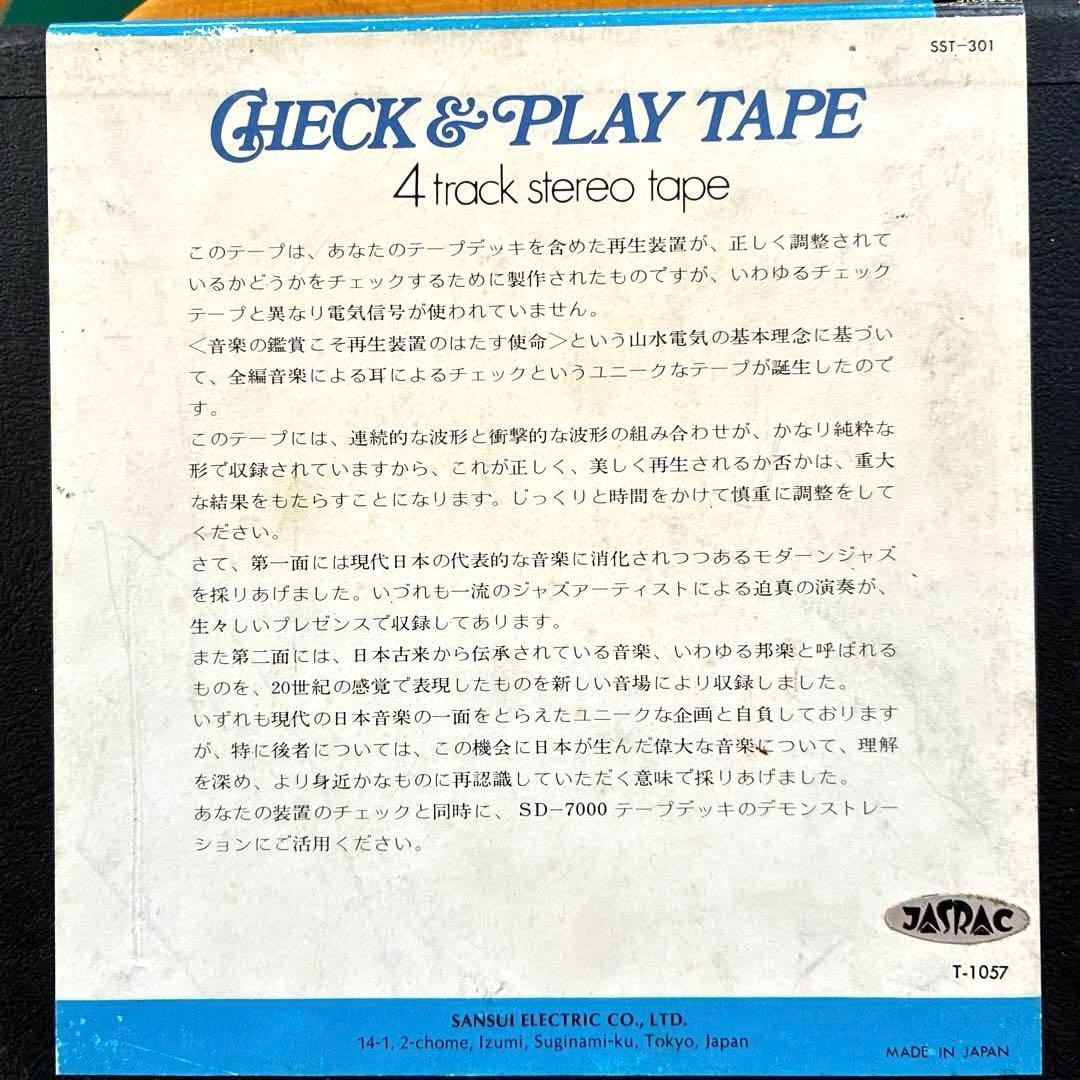 SST-301
CHECK & PLAY TAPE
4 track stereo tape
このテープは、あなたのテープデッキを含めた再生装置が、正しく調整されて
いるかどうかをチェックするために製作されたものですが、いわゆるチェック
テープと異なり電気信号が使われていません。
＜音楽の鑑賞こそ再生装置のはたす使命＞という山水電気の基本理念に基づい
て、全編音楽による耳によるチェックというユニークなテープが誕生したので
す。
このテープには、連続的な波形と衝撃的な波形の組み合わせが、かなり純粋な
形で収録されていますから、これが正しく、美しく再生されるか否かは、重大
な結果をもたらすことになります。じっくりと時間をかけて慎重に調整をして
ください。
さて、第一面には現代日本の代表的な音楽に消化されつつあるモダーンジャズ
を採りあげました。いづれも一流のジャズアーティストによる迫真の演奏が、
生々しいプレゼンスで収録してあります。
また第二面には、日本古来から伝承されている音楽、いわゆる邦楽と呼ばれる
ものを、20世紀の感覚で表現したものを新しい音場により収録しました。
いずれも現代の日本音楽の一面をとらえたユニークな企画と自負しております
が、特に後者については、この機会に日本が生んだ偉大な音楽について、理解
を深め、より身近かなものに再認識していただく意味で採りあげました。
あなたの装置のチェックと同時に、SD-7000テープデッキのデモンストレー
ションにご活用ください。
JASRAC
T-1057
SANSUI ELECTRIC CO., LTD.
14-1, 2-chome, Izumi, Suginami-ku, Tokyo, Japan
MADE IN JAPAN